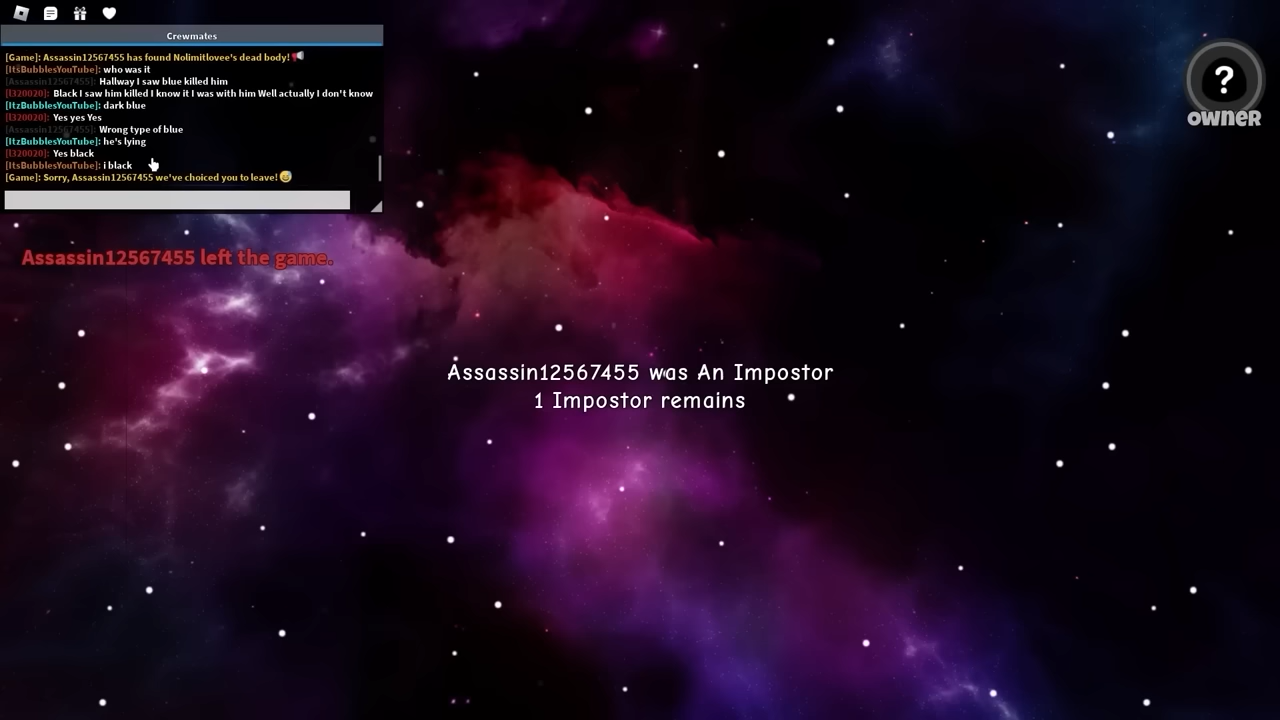 Crewmates
[Game]: Assassin12567455 has found Nolimitlovee's dead body!
[ItsBubblesYouTube]: who was it
[Assassin12567455]: Hallway I saw blue killed him
[l320020]: Black I saw him killed I know it I was with him Well actually I don't know
[ItzBubblesYouTube]: dark blue
[l320020]: Yes yes Yes
[Assassin12567455]: Wrong type of blue
[ItzBubblesYouTube]: he's lying
[l320020]: Yes black
[ItsBubblesYouTube]: i black
[Game]: Sorry, Assassin12567455 we've choiced you to leave!
Assassin12567455 left the game.
?
OWNER
Assassin12567455 was An Impostor
1 Impostor remains